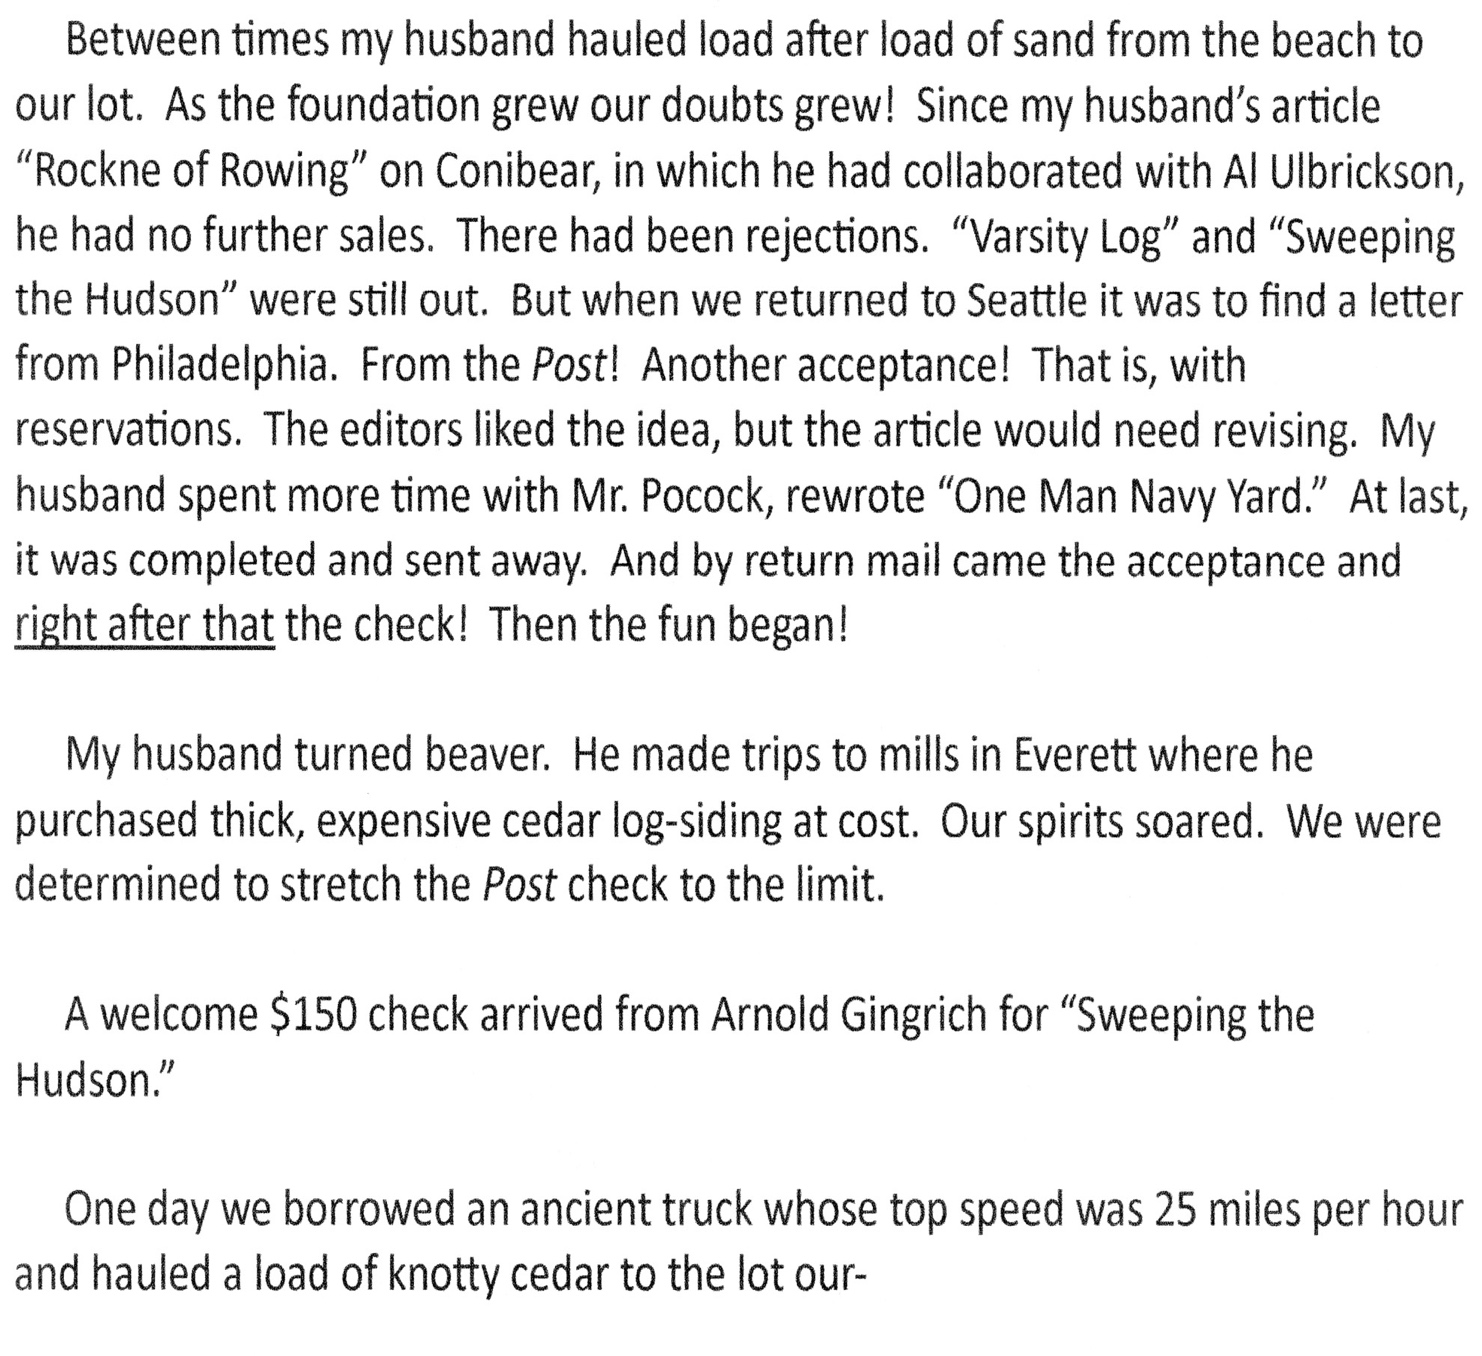 Between times my husband hauled load after load of sand from the beach to
our lot.  As the foundation grew our doubts grew!  Since my husband’s article
“Rockne of Rowing” on Conibear, in which he had collaborated with Al Ulbrickson,
he had no further sales.  There had been rejections.  “Varsity Log” and “Sweeping
the Hudson” were still out.  But when we returned to Seattle it was to find a letter
from Philadelphia.  From the Post!  Another acceptance!  That is, with
reservations.  The editors liked the idea, but the article would need revising.  My
husband spent more time with Mr. Pocock, rewrote “One Man Navy Yard.”  At last,
it was completed and sent away.  And by return mail came the acceptance and
right after that the check!  Then the fun began!
My husband turned beaver.  He made trips to mills in Everett where he
purchased thick, expensive cedar log-siding at cost.  Our spirits soared.  We were
determined to stretch the Post check to the limit.
A welcome $150 check arrived from Arnold Gingrich for “Sweeping the
Hudson.”
One day we borrowed an ancient truck whose top speed was 25 miles per hour
and hauled a load of knotty cedar to the lot our-